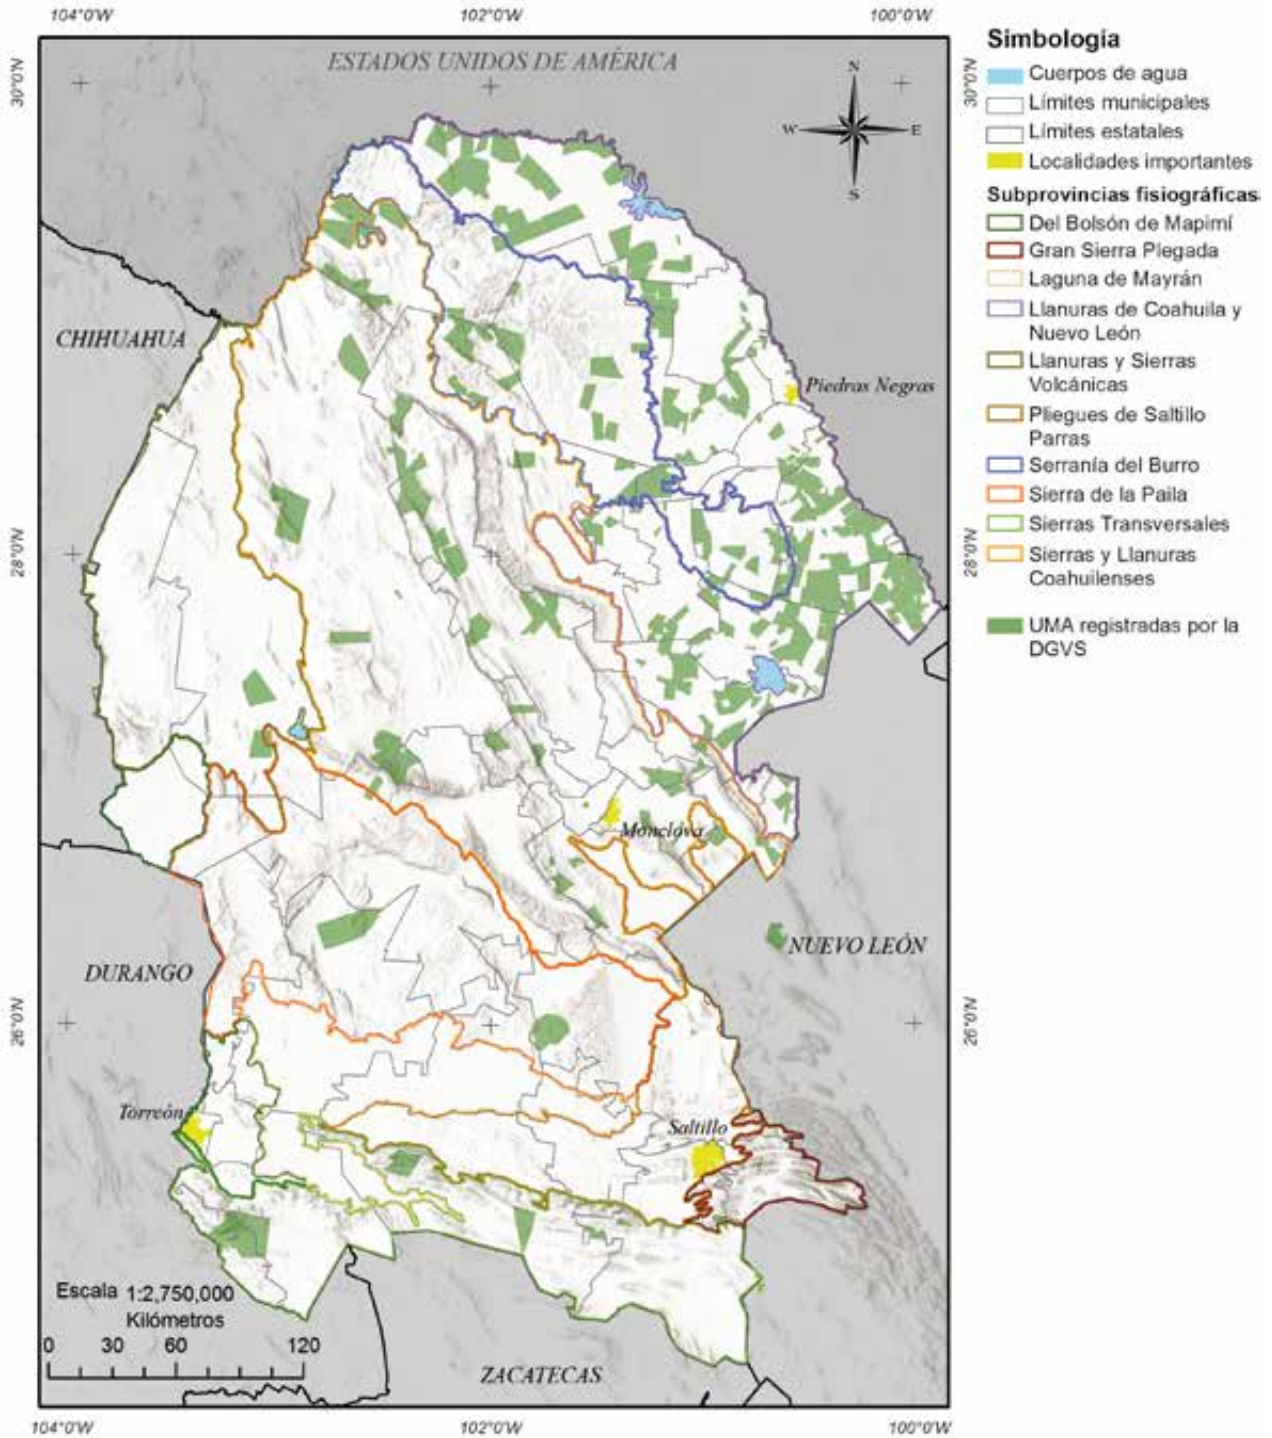 104°0'W 102°0'W 100°0'W
30°0'N
30°0'N
ESTADOS UNIDOS DE AMÉRICA
N
W E
S
CHIHUAHUA
Piedras Negras
28°0'N
28°0'N
Monclova
DURANGO
NUEVO LEÓN
26°0'N
26°0'N
Torreón
Saltillo
Escala 1:2,750,000
Kilómetros
0 30 60 120
ZACATECAS
104°0'W 102°0'W 100°0'W
Simbología
Cuerpos de agua
Límites municipales
Límites estatales
Localidades importantes
Subprovincias fisiográficas
Del Bolsón de Mapimí
Gran Sierra Plegada
Laguna de Mayrán
Llanuras de Coahuila y
Nuevo León
Llanuras y Sierras
Volcánicas
Pliegues de Saltillo
Parras
Serranía del Burro
Sierra de la Paila
Sierras Transversales
Sierras y Llanuras
Coahuilenses
UMA registradas por la
DGVS